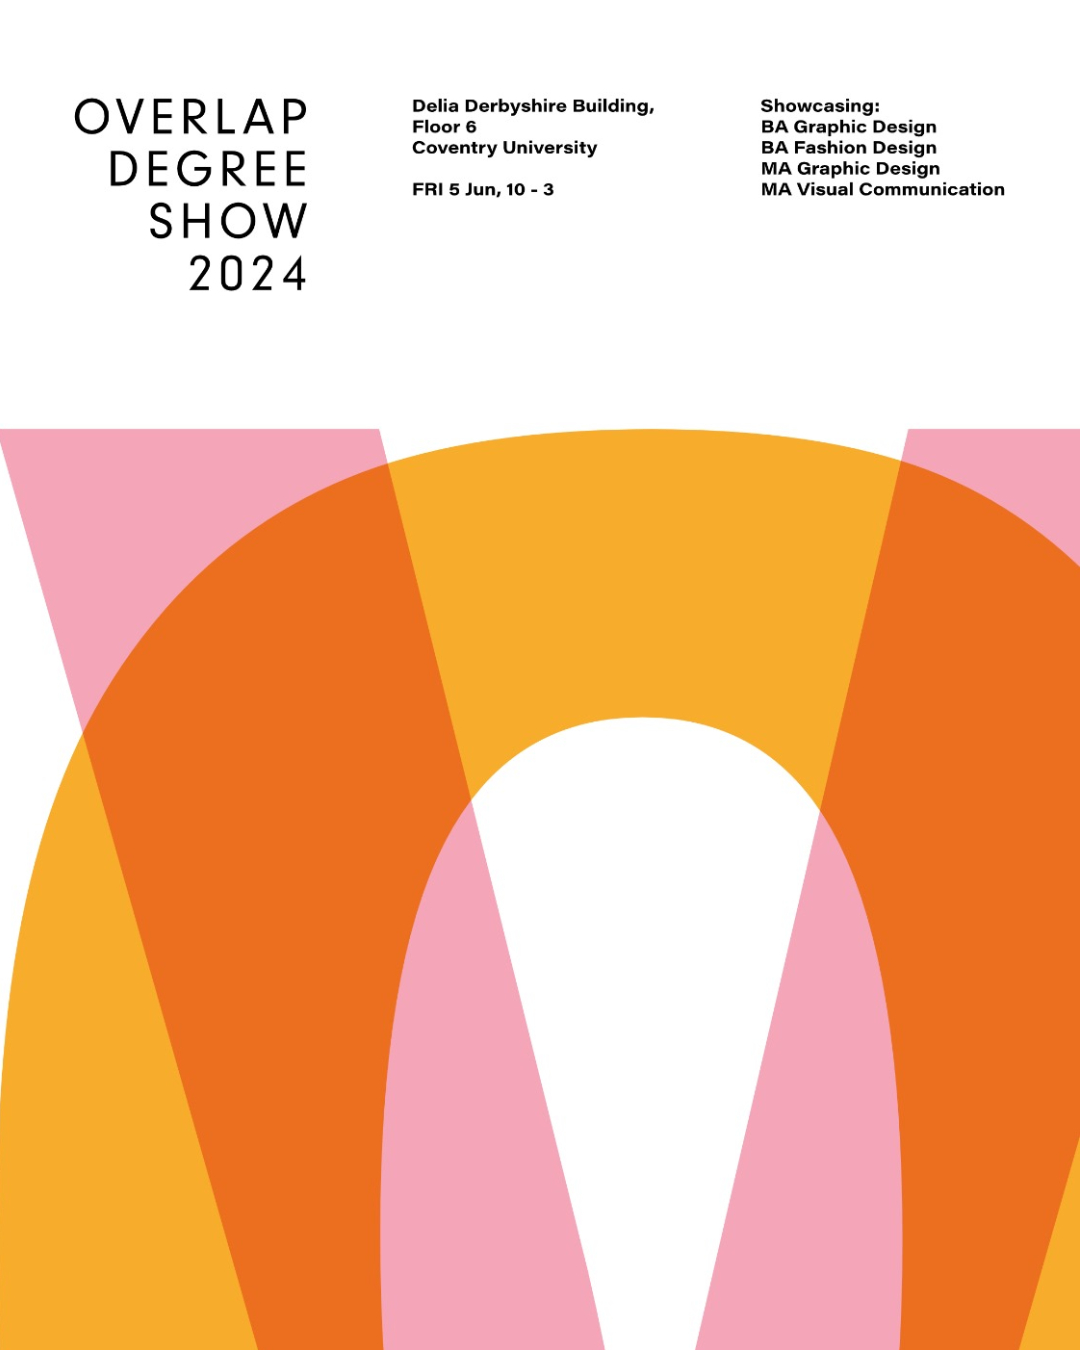 OVERLAP
DEGREE
SHOW
2024
Delia Derbyshire Building,
Floor 6
Coventry University
FRI 5 Jun, 10 - 3
Showcasing:
BA Graphic Design
BA Fashion Design
MA Graphic Design
MA Visual Communication